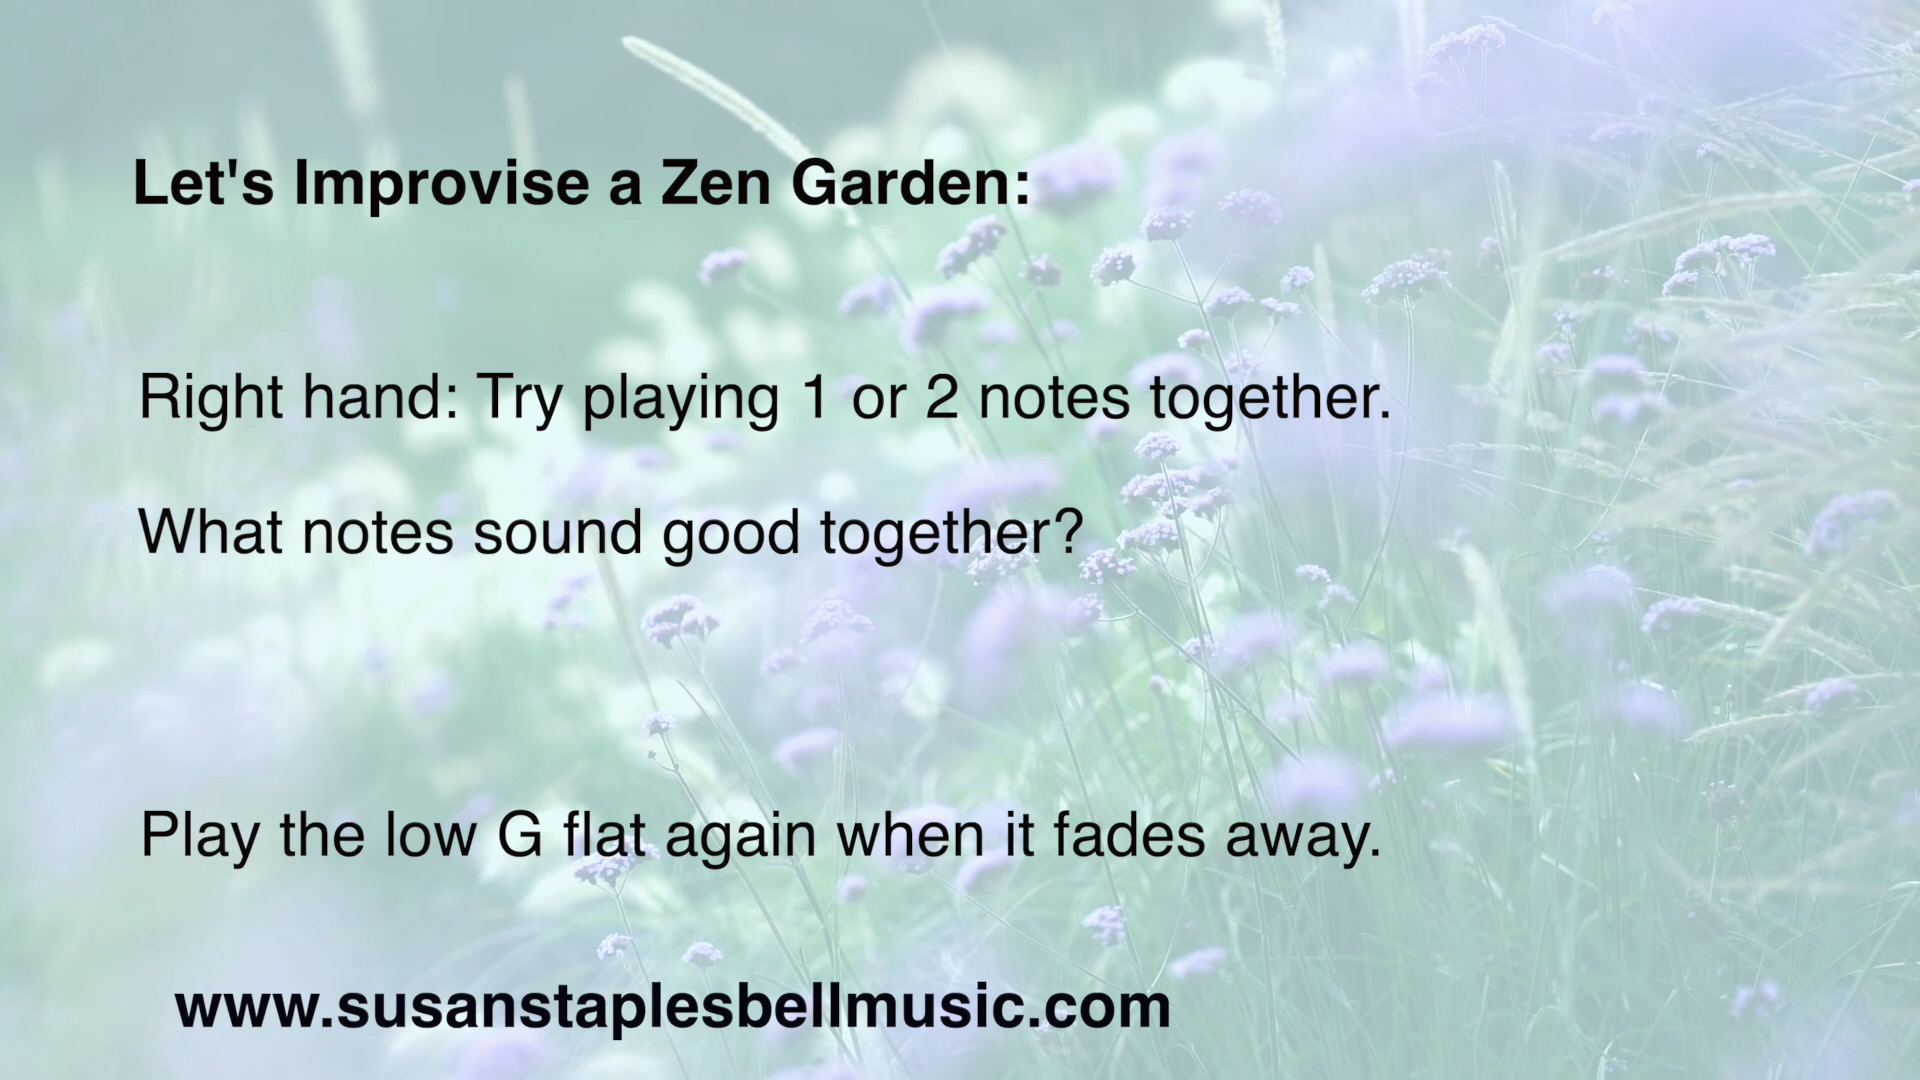 Let's Improvise a Zen Garden:
Right hand: Try playing 1 or 2 notes together.
What notes sound good together?
Play the low G flat again when it fades away.
www.susanstaplesbellmusic.com